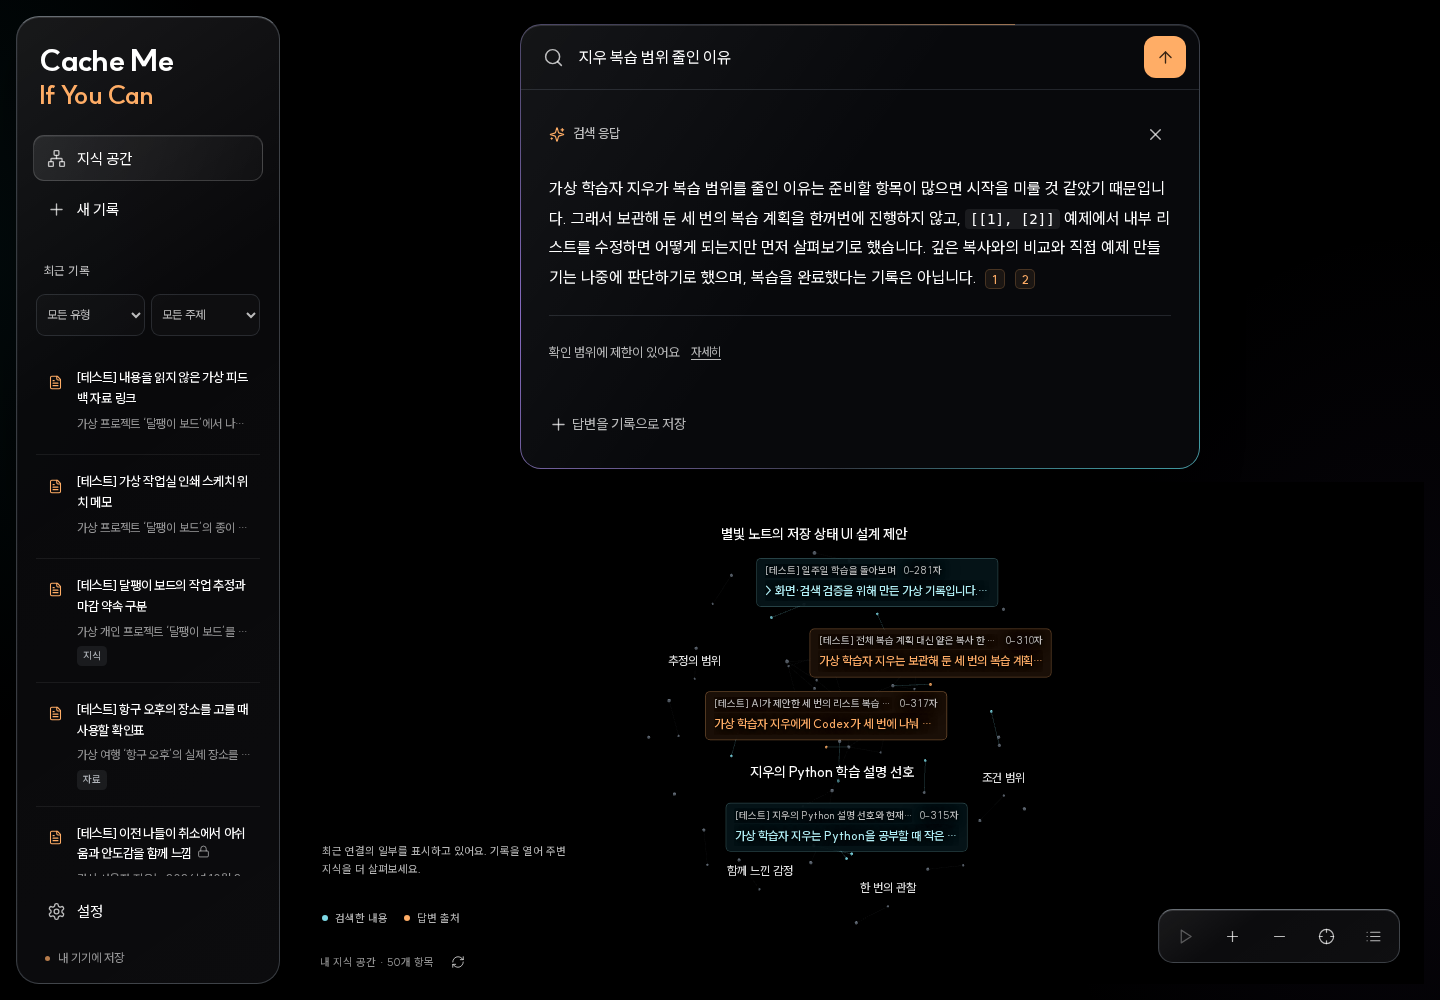 Cache Me
If You Can
지식 공간
새 기록
최근 기록
모든 유형
모든 주제
[테스트] 내용을 읽지 않은 가상 피드
백 자료 링크
가상 프로젝트 '달팽이 보드'에서 나…
[테스트] 가상 작업실 인쇄 스케치 위
치 메모
가상 프로젝트 '달팽이 보드'의 종이 …
[테스트] 달팽이 보드의 작업 추정과
마감 약속 구분
가상 개인 프로젝트 '달팽이 보드'를 …
지식
[테스트] 항구 오후의 장소를 고를 때
사용할 확인표
가상 여행 '항구 오후'의 실제 장소를 …
자료
[테스트] 이전 나들이 취소에서 아쉬
움과 안도감을 함께 느낌
설정
내 기기에 저장
지우 복습 범위 줄인 이유
검색 응답
가상 학습자 지우가 복습 범위를 줄인 이유는 준비할 항목이 많으면 시작을 미룰 것 같았기 때문입니
다. 그래서 보관해 둔 세 번의 복습 계획을 한꺼번에 진행하지 않고, [[1], [2]] 예제에서 내부 리
스트를 수정하면 어떻게 되는지만 먼저 살펴보기로 했습니다. 깊은 복사와의 비교와 직접 예제 만들
기는 나중에 판단하기로 했으며, 복습을 완료했다는 기록은 아닙니다. 1 2
확인 범위에 제한이 있어요 자세히
답변을 기록으로 저장
별빛 노트의 저장 상태 UI 설계 제안
[테스트] 일주일 학습을 돌아보며 0–281자
> 화면·검색 검증을 위해 만든 가상 기록입니다.…
[테스트] 전체 복습 계획 대신 얕은 복사 한 … 0–310자
가상 학습자 지우는 보관해 둔 세 번의 복습 계획…
추정의 범위
[테스트] AI가 제안한 세 번의 리스트 복습 … 0–317자
가상 학습자 지우에게 Codex가 세 번에 나눠 …
지우의 Python 학습 설명 선호
조건 범위
[테스트] 지우의 Python 설명 선호와 현재… 0–315자
가상 학습자 지우는 Python을 공부할 때 작은 …
함께 느낀 감정
한 번의 관찰
최근 연결의 일부를 표시하고 있어요. 기록을 열어 주변
지식을 더 살펴보세요.
검색한 내용
답변 출처
내 지식 공간 · 50개 항목